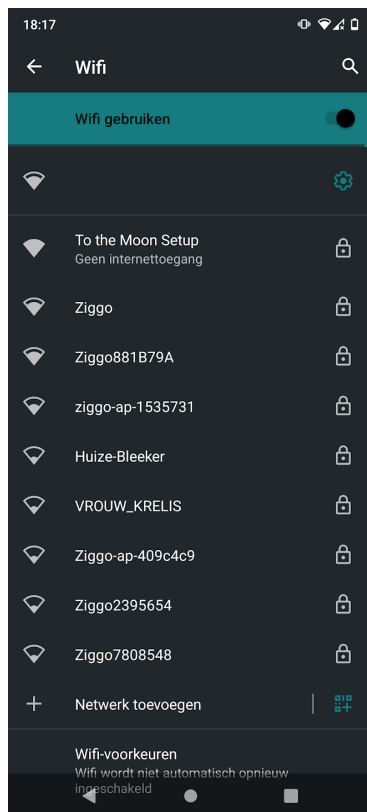 18:17
Wifi
Wifi gebruiken
To the Moon Setup
Geen internettoegang
Ziggo
Ziggo881B79A
ziggo-ap-1535731
Huize-Bleeker
VROUW_KRELIS
Ziggo-ap-409c4c9
Ziggo2395654
Ziggo7808548
Netwerk toevoegen
Wifi-voorkeuren
Wifi wordt niet automatisch opnieuw
ingeschakeld